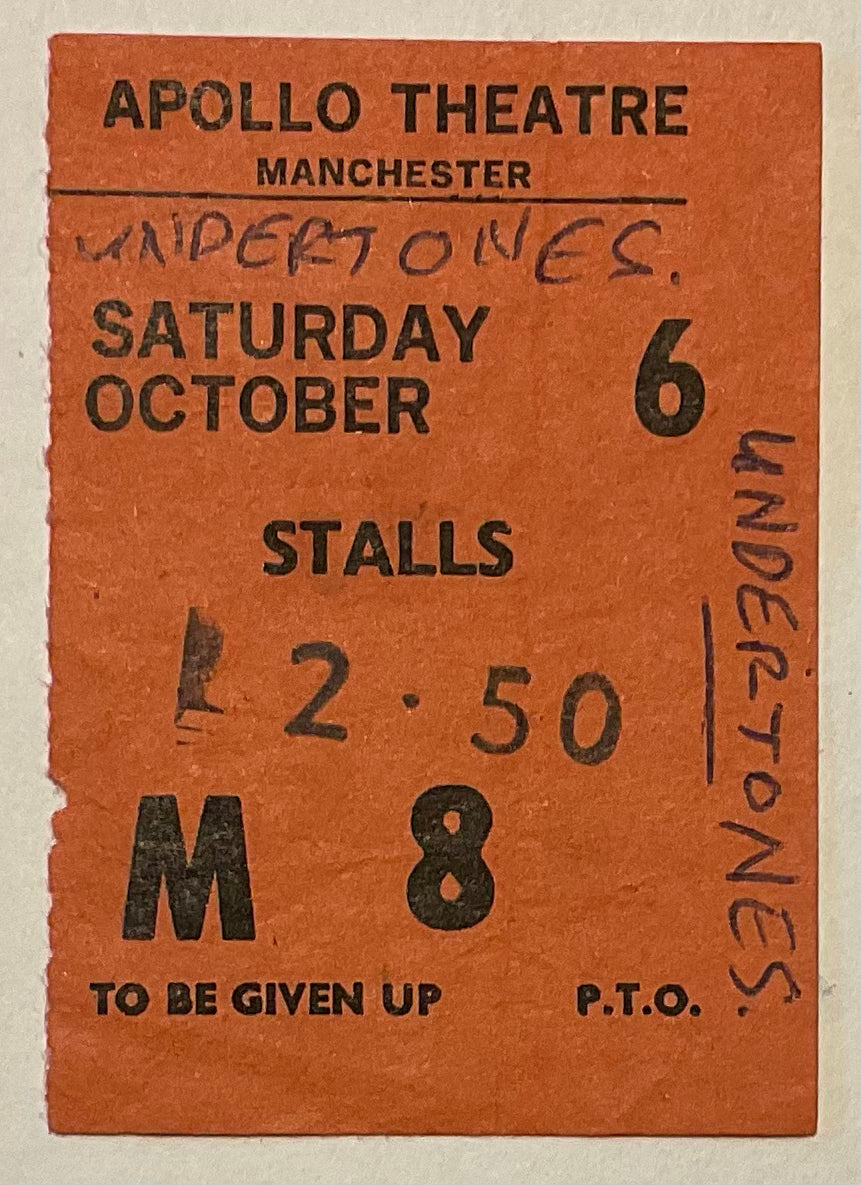 APOLLO THEATRE
MANCHESTER
UNDERTONES.
SATURDAY
OCTOBER 6
STALLS
2.50
M 8
TO BE GIVEN UP P.T.O.
UNDERTONES.